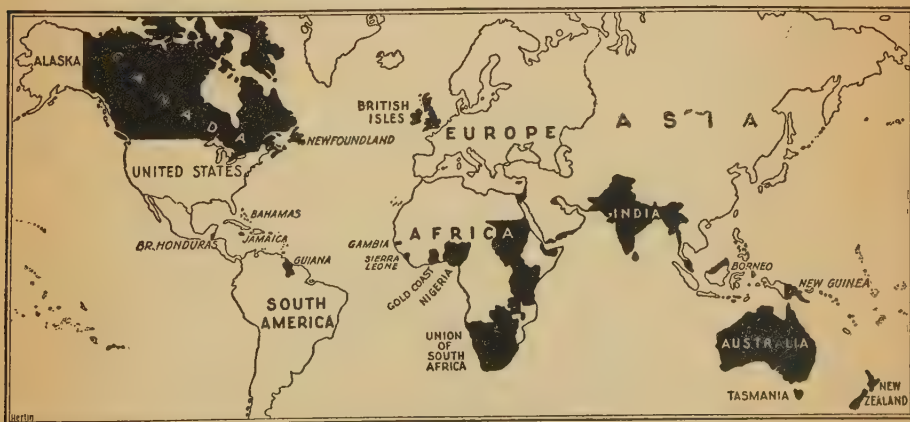 ALASKA
CANADA
NEWFOUNDLAND
UNITED STATES
BAHAMAS
BR. HONDURAS
JAMAICA
GUIANA
SOUTH
AMERICA
BRITISH
ISLES
EUROPE
ASIA
AFRICA
GAMBIA
SIERRA
LEONE
GOLD COAST
NIGERIA
UNION
OF
SOUTH
AFRICA
INDIA
BORNEO
NEW GUINEA
AUSTRALIA
TASMANIA
NEW
ZEALAND
Herlin